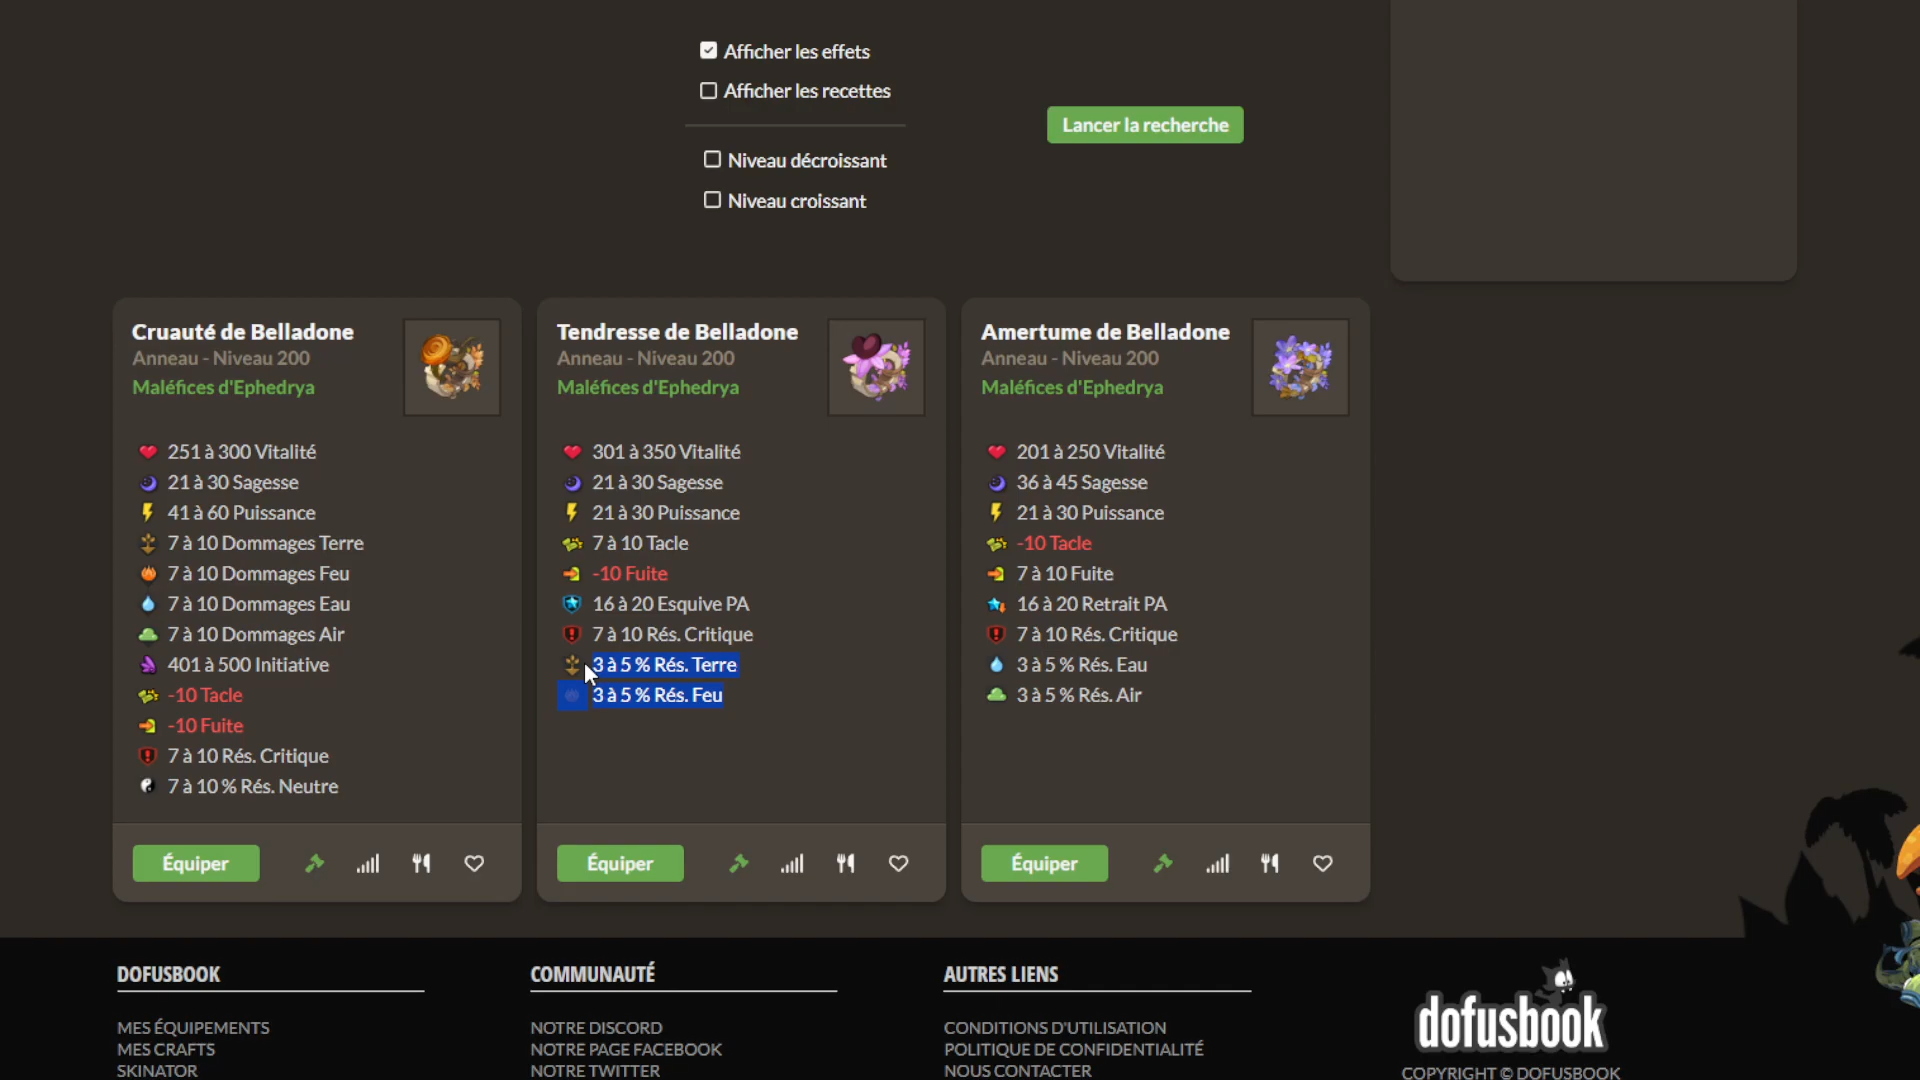 Afficher les effets
Afficher les recettes
Lancer la recherche
Niveau décroissant
Niveau croissant
Cruauté de Belladone
Anneau - Niveau 200
Maléfices d'Ephedrya
251 à 300 Vitalité
21 à 30 Sagesse
41 à 60 Puissance
7 à 10 Dommages Terre
7 à 10 Dommages Feu
7 à 10 Dommages Eau
7 à 10 Dommages Air
401 à 500 Initiative
-10 Tacle
-10 Fuite
7 à 10 Rés. Critique
7 à 10 % Rés. Neutre
Équiper
Tendresse de Belladone
Anneau - Niveau 200
Maléfices d'Ephedrya
301 à 350 Vitalité
21 à 30 Sagesse
21 à 30 Puissance
7 à 10 Tacle
-10 Fuite
16 à 20 Esquive PA
7 à 10 Rés. Critique
3 à 5 % Rés. Terre
3 à 5 % Rés. Feu
Équiper
Amertume de Belladone
Anneau - Niveau 200
Maléfices d'Ephedrya
201 à 250 Vitalité
36 à 45 Sagesse
21 à 30 Puissance
-10 Tacle
7 à 10 Fuite
16 à 20 Retrait PA
7 à 10 Rés. Critique
3 à 5 % Rés. Eau
3 à 5 % Rés. Air
Équiper
DOFUSBOOK
MES ÉQUIPEMENTS
MES CRAFTS
SKINATOR
COMMUNAUTÉ
NOTRE DISCORD
NOTRE PAGE FACEBOOK
NOTRE TWITTER
AUTRES LIENS
CONDITIONS D'UTILISATION
POLITIQUE DE CONFIDENTIALITÉ
NOUS CONTACTER
dofusbook
COPYRIGHT © DOFUSBOOK